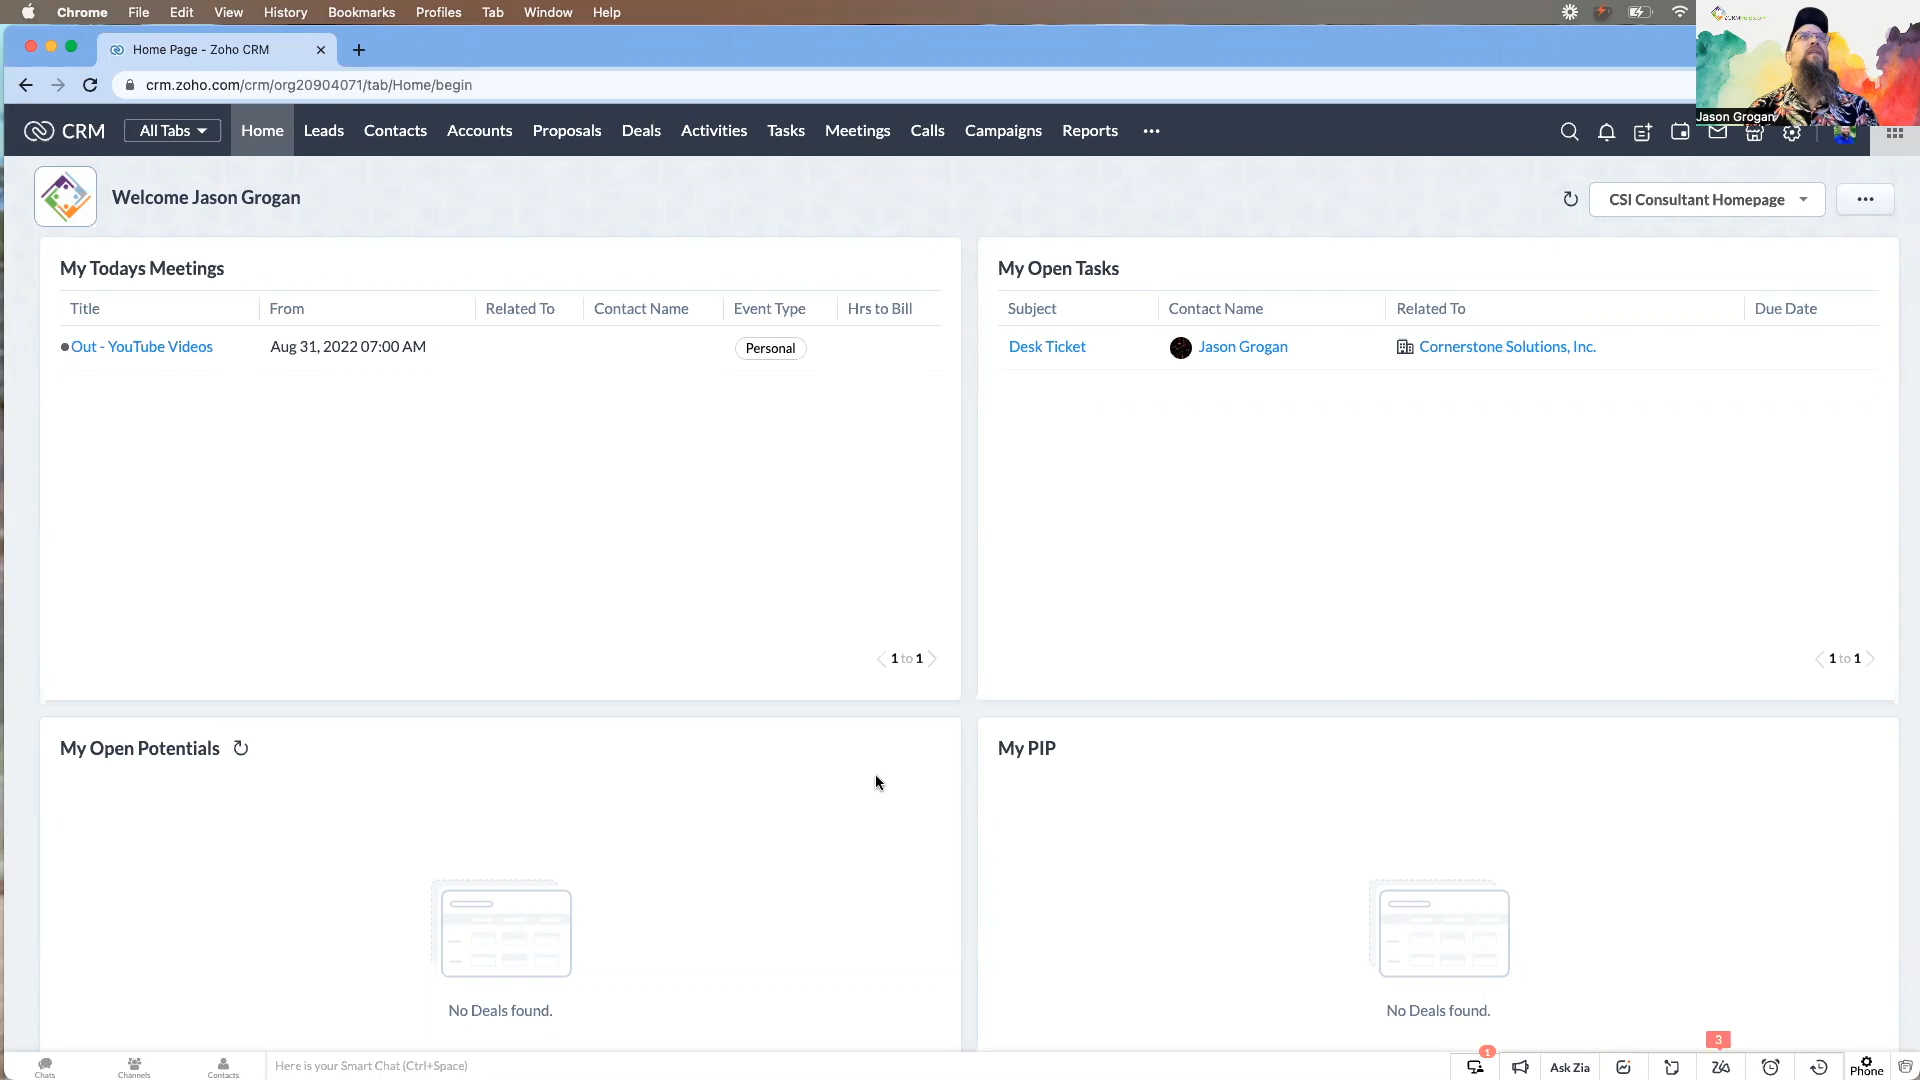 Chrome File Edit View History Bookmarks Profiles Tab Window Help
Home Page - Zoho CRM
crm.zoho.com/crm/org20904071/tab/Home/begin
Jason Grogan
CRM All Tabs Home Leads Contacts Accounts Proposals Deals Activities Tasks Meetings Calls Campaigns Reports
Welcome Jason Grogan
CSI Consultant Homepage
My Todays Meetings
Title From Related To Contact Name Event Type Hrs to Bill
Out - YouTube Videos Aug 31, 2022 07:00 AM Personal
1 to 1
My Open Tasks
Subject Contact Name Related To Due Date
Desk Ticket Jason Grogan Cornerstone Solutions, Inc.
1 to 1
My Open Potentials
No Deals found.
My PIP
No Deals found.
Chats Channels Contacts Here is your Smart Chat (Ctrl+Space)
1 Ask Zia 3 Phone